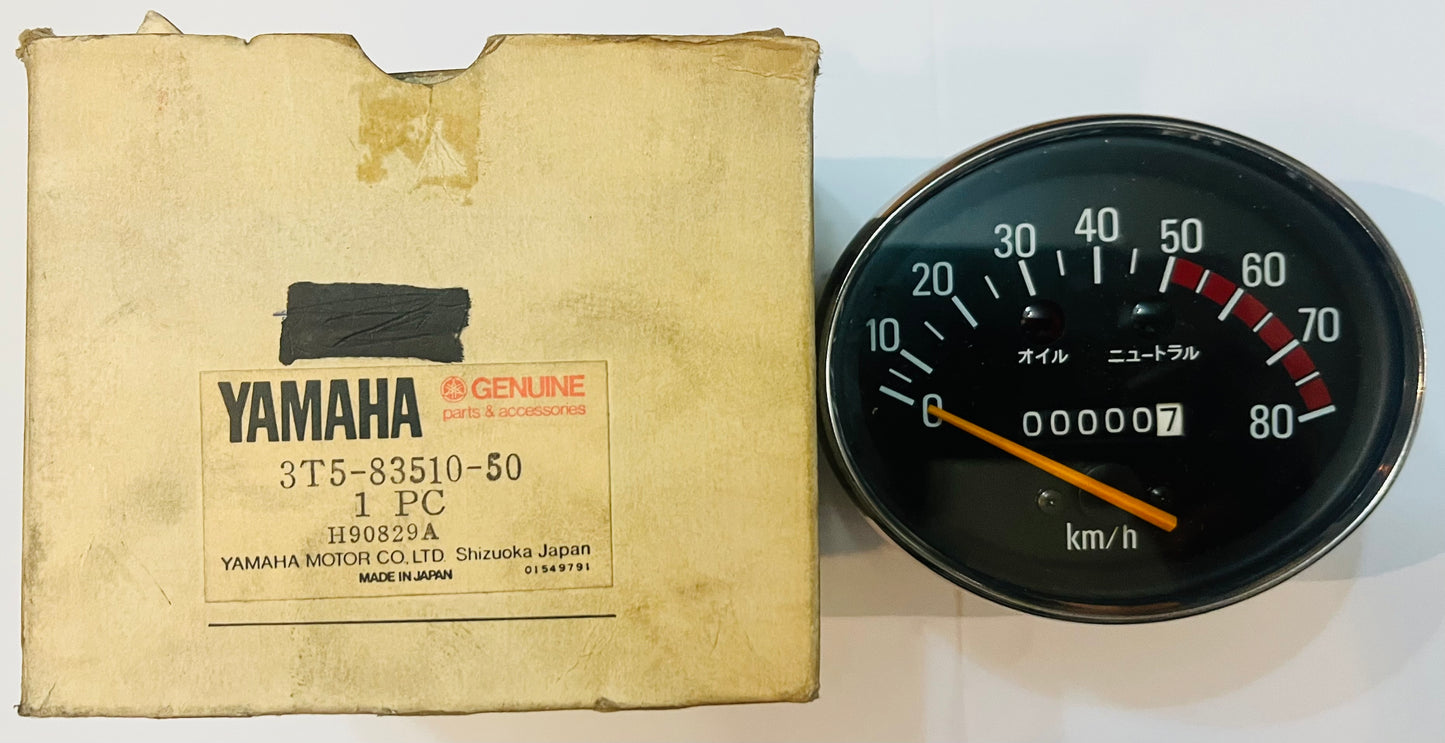 YAMAHA GENUINE
parts & accessories
3T5-83510-50
1 PC
H90829A
YAMAHA MOTOR CO., LTD. Shizuoka Japan
MADE IN JAPAN 01549791
0 10 20 30 40 50 60 70 80
オイル ニュートラル
000007
km/h